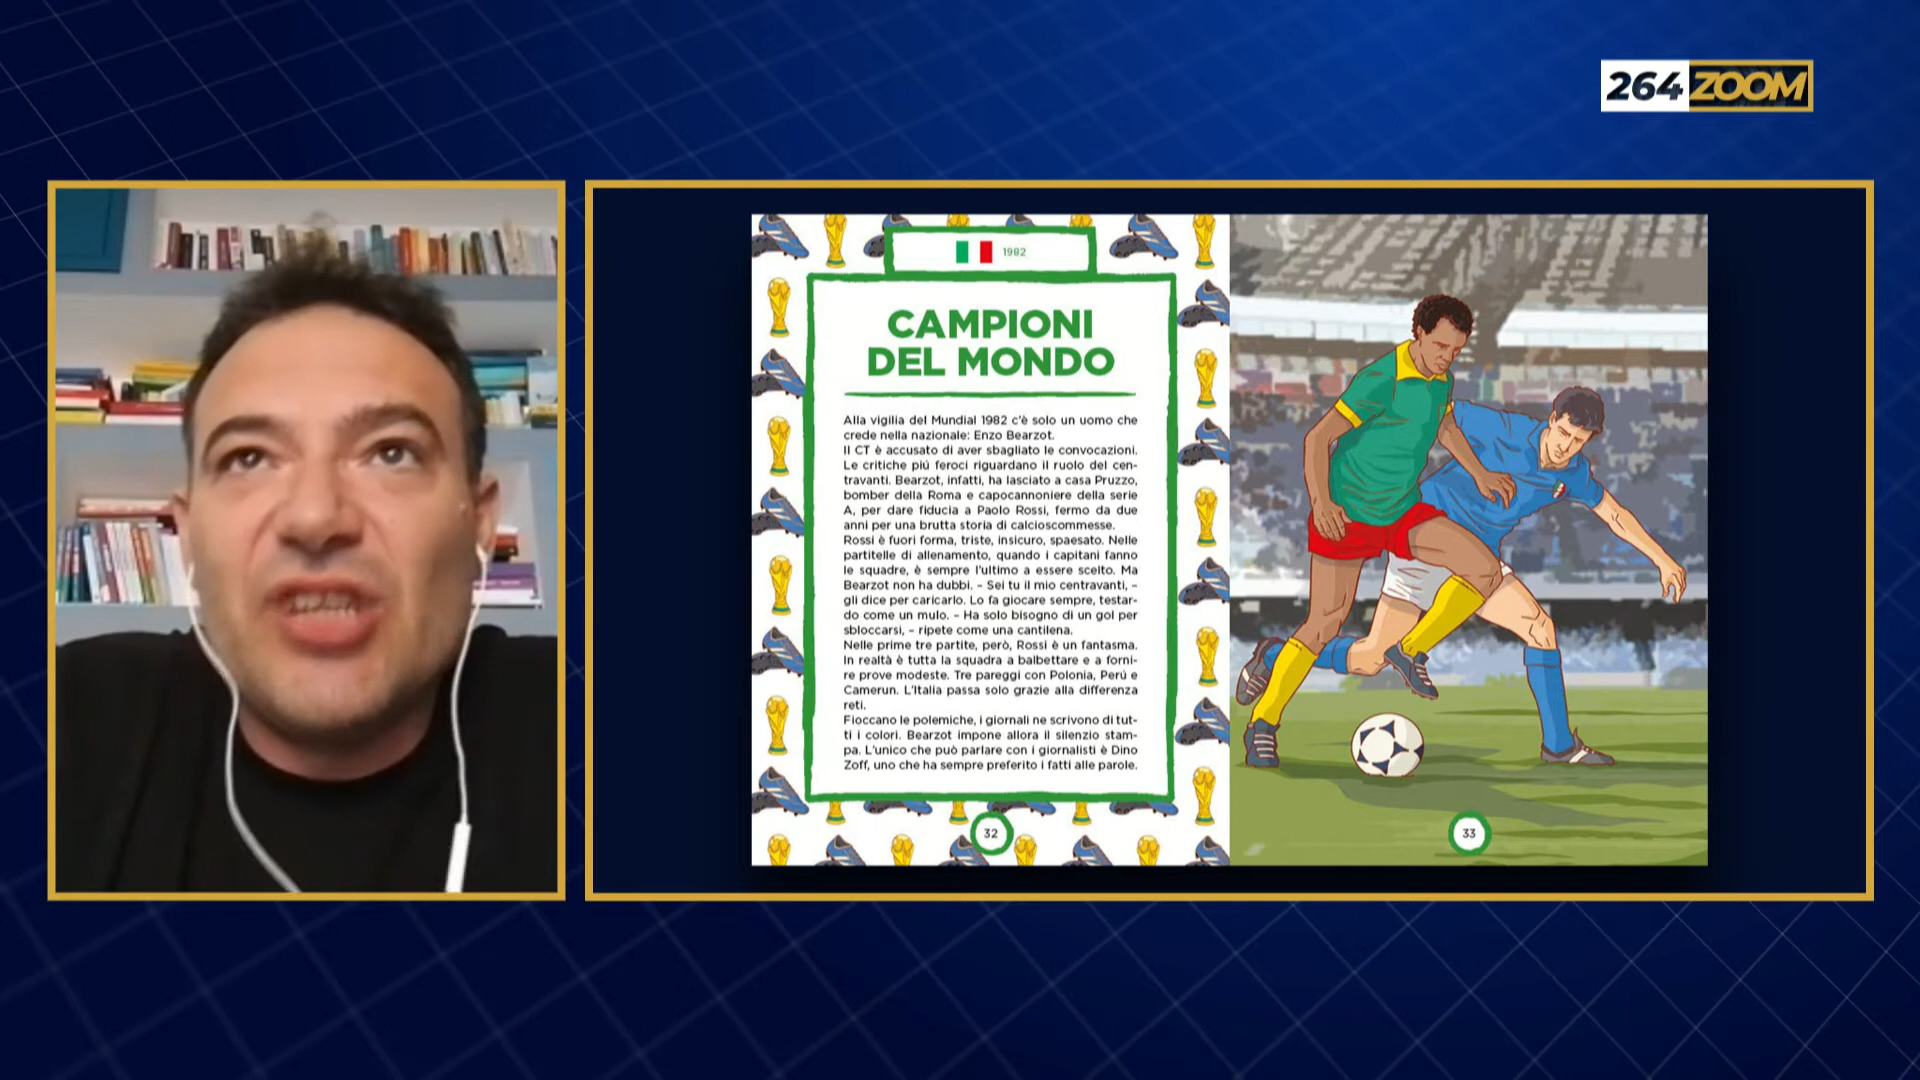 264 ZOOM
1982
CAMPIONI
DEL MONDO
Alla vigilia del Mundial 1982 c'è solo un uomo che
crede nella nazionale: Enzo Bearzot.
Il CT è accusato di aver sbagliato le convocazioni.
Le critiche più feroci riguardano il ruolo del cen-
travanti. Bearzot, infatti, ha lasciato a casa Pruzzo,
bomber della Roma e capocannoniere della serie
A, per dare fiducia a Paolo Rossi, fermo da due
anni per una brutta storia di calcioscommesse.
Rossi è fuori forma, triste, insicuro, spaesato. Nelle
partitelle di allenamento, quando i capitani fanno
le squadre, è sempre l'ultimo a essere scelto. Ma
Bearzot non ha dubbi. – Sei tu il mio centravanti, –
gli dice per caricarlo. Lo fa giocare sempre, testar-
do come un mulo. – Ha solo bisogno di un gol per
sbloccarsi, – ripete come una cantilena.
Nelle prime tre partite, però, Rossi è un fantasma.
In realtà è tutta la squadra a balbettare e a forni-
re prove modeste. Tre pareggi con Polonia, Perù e
Camerun. L'Italia passa solo grazie alla differenza
reti.
Fioccano le polemiche, i giornali ne scrivono di tut-
ti i colori. Bearzot impone allora il silenzio stam-
pa. L'unico che può parlare con i giornalisti è Dino
Zoff, uno che ha sempre preferito i fatti alle parole.
32
33